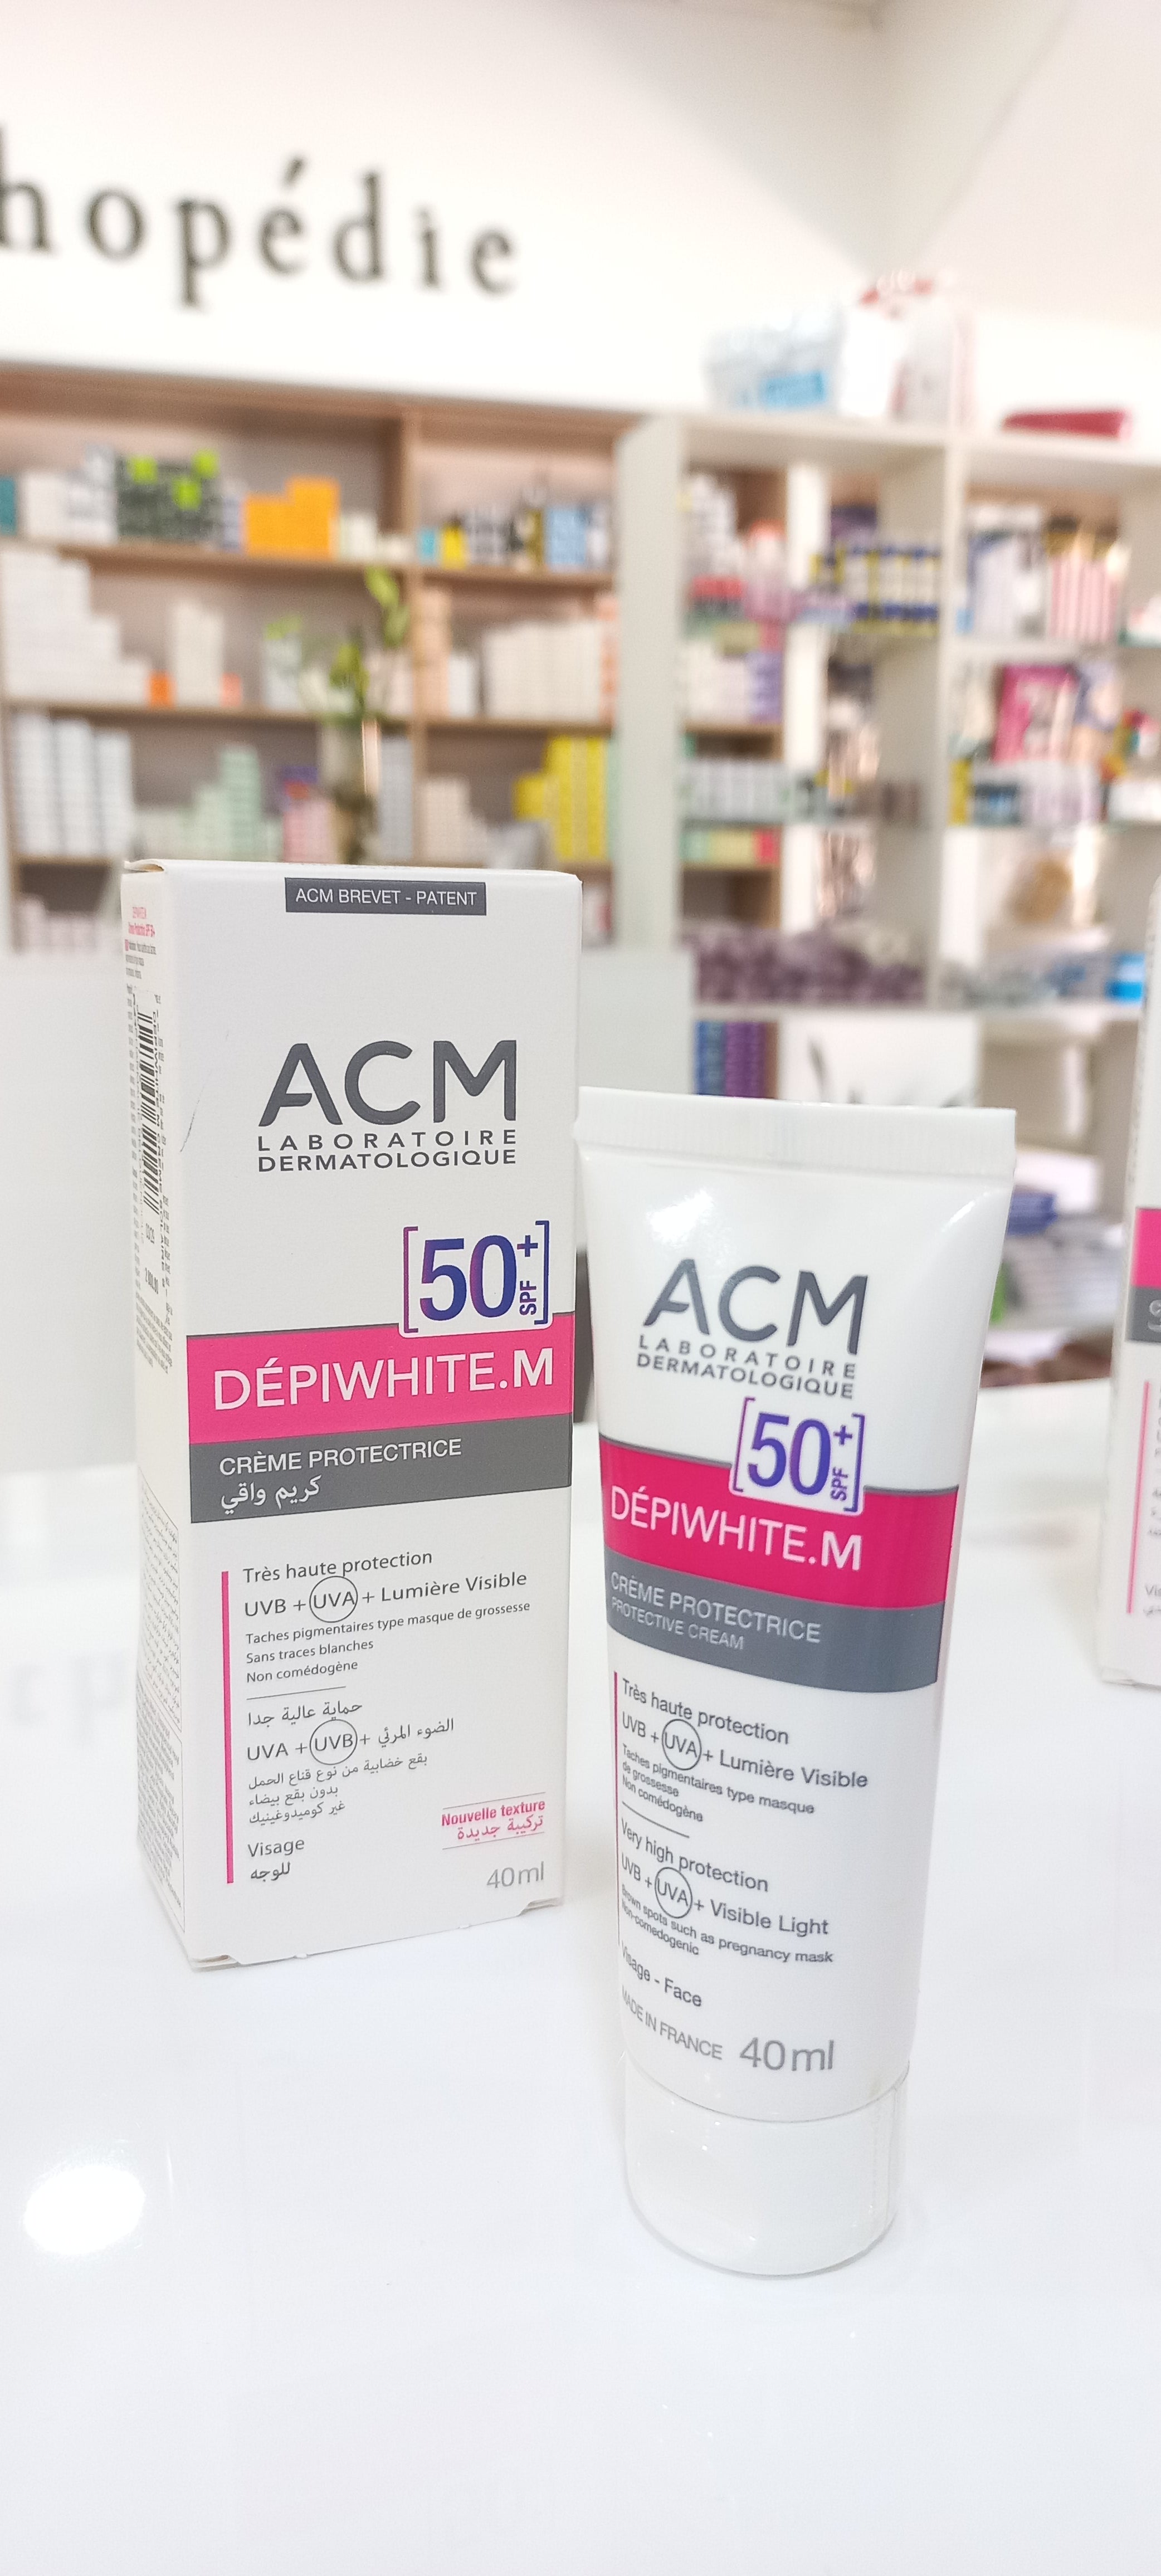 hopédie
ACM BREVET - PATENT
ACM
LABORATOIRE
DERMATOLOGIQUE
50+
SPF
DÉPIWHITE.M
CRÈME PROTECTRICE
كريم واقي
Très haute protection
UVB + UVA + Lumière Visible
Taches pigmentaires type masque de grossesse
Sans traces blanches
Non comédogène
حماية عالية جدا
UVA + UVB + الضوء المرئي
بقع خضابية من نوع قناع الحمل
بدون بقع بيضاء
غير كوميدوغينيك
Visage
للوجه
Nouvelle texture
تركيبة جديدة
40ml
ACM
LABORATOIRE
DERMATOLOGIQUE
50+
SPF
DÉPIWHITE.M
CRÈME PROTECTRICE
PROTECTIVE CREAM
Très haute protection
UVB + UVA + Lumière Visible
Taches pigmentaires type masque
de grossesse
Non comédogène
Very high protection
UVB + UVA + Visible Light
Brown spots such as pregnancy mask
Non-comedogenic
Visage - Face
MADE IN FRANCE 40ml